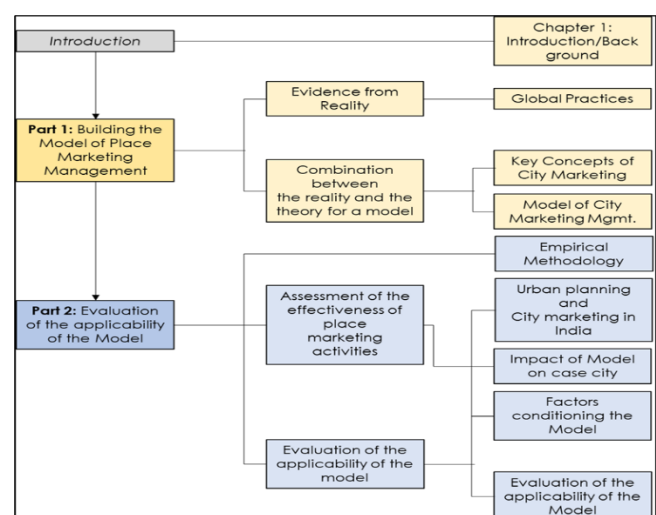 Introduction
Chapter 1:
Introduction/Back
ground
Part 1: Building the
Model of Place
Marketing
Management
Evidence from
Reality
Global Practices
Combination
between
the reality and the
theory for a model
Key Concepts of
City Marketing
Model of City
Marketing Mgmt.
Part 2: Evaluation
of the applicability
of the Model
Empirical
Methodology
Assessment of the
effectiveness of
place
marketing
activities
Urban planning
and
City marketing in
India
Impact of Model
on case city
Factors
conditioning the
Model
Evaluation of the
applicability of the
model
Evaluation of the
applicability of the
Model